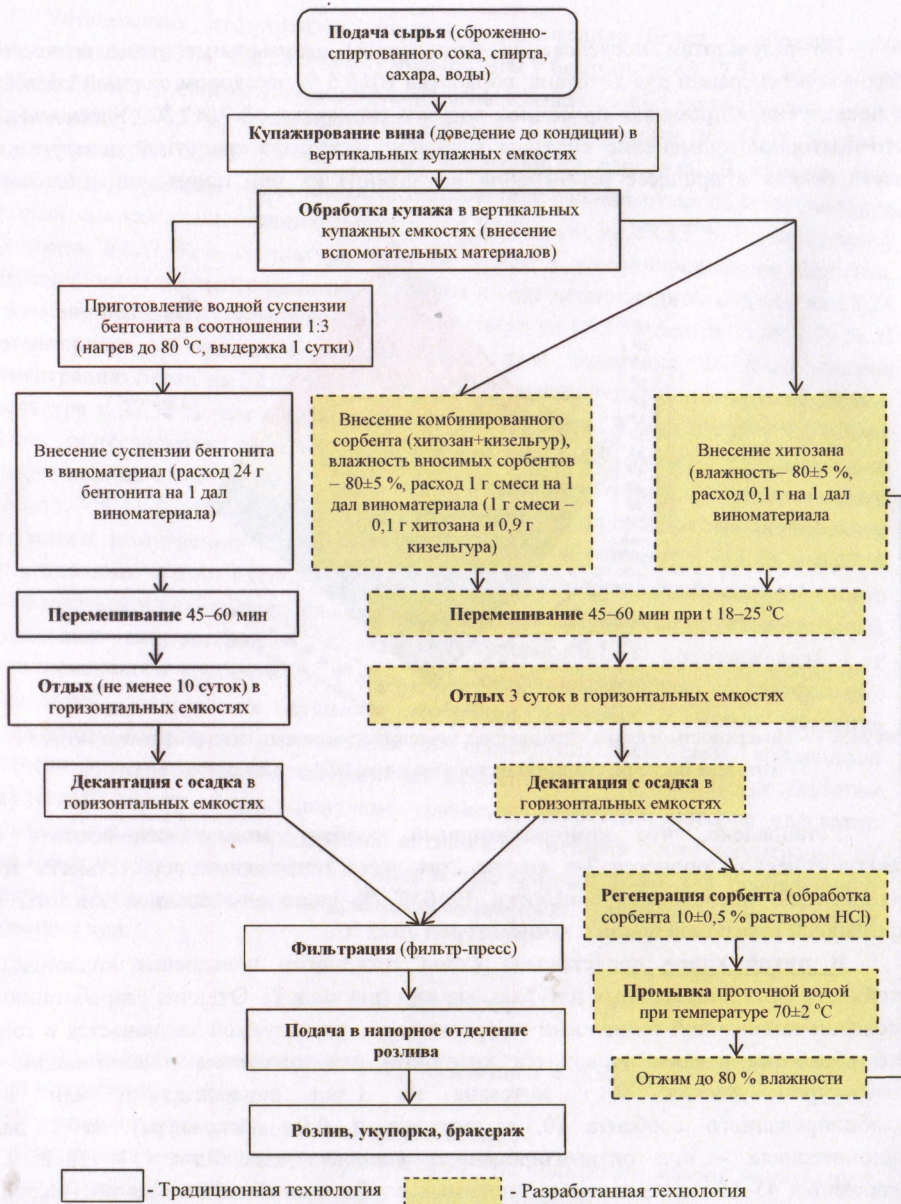 Подача сырья (сброженно-
спиртованного сока, спирта,
сахара, воды)
Купажирование вина (доведение до кондиции) в
вертикальных купажных емкостях
Обработка купажа в вертикальных
купажных емкостях (внесение
вспомогательных материалов)
Приготовление водной суспензии
бентонита в соотношении 1:3
(нагрев до 80 °С, выдержка 1 сутки)
Внесение суспензии бентонита
в виноматериал (расход 24 г
бентонита на 1 дал
виноматериала)
Внесение комбинированного
сорбента (хитозан+кизельгур),
влажность вносимых сорбентов
– 80±5 %, расход 1 г смеси на 1
дал виноматериала (1 г смеси –
0,1 г хитозана и 0,9 г
кизельгура)
Внесение хитозана
(влажность– 80±5 %,
расход 0,1 г на 1 дал
виноматериала
Перемешивание 45–60 мин
Перемешивание 45–60 мин при t 18–25 °С
Отдых (не менее 10 суток) в
горизонтальных емкостях
Отдых 3 суток в горизонтальных емкостях
Декантация с осадка в
горизонтальных емкостях
Декантация с осадка в
горизонтальных емкостях
Регенерация сорбента (обработка
сорбента 10±0,5 % раствором HCl)
Фильтрация (фильтр-пресс)
Промывка проточной водой
при температуре 70±2 °С
Подача в напорное отделение
розлива
Отжим до 80 % влажности
Розлив, укупорка, бракераж
- Традиционная технология
- Разработанная технология